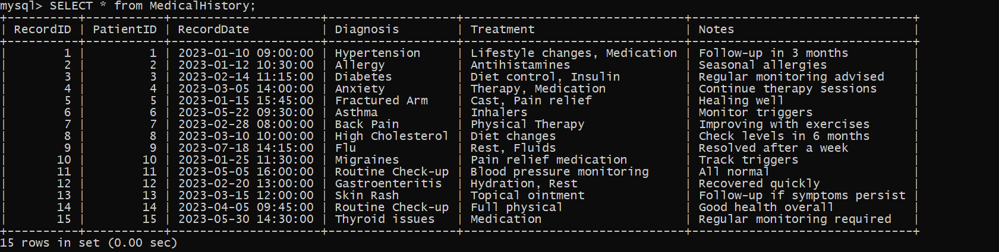 mysql> SELECT * from MedicalHistory;
+----------+-----------+---------------------+------------------+-------------------------------+-------------------------------+
| RecordID | PatientID | RecordDate          | Diagnosis        | Treatment                     | Notes                         |
+----------+-----------+---------------------+------------------+-------------------------------+-------------------------------+
|        1 |         1 | 2023-01-10 09:00:00 | Hypertension     | Lifestyle changes, Medication | Follow-up in 3 months         |
|        2 |         2 | 2023-01-12 10:30:00 | Allergy          | Antihistamines                | Seasonal allergies            |
|        3 |         3 | 2023-02-14 11:15:00 | Diabetes         | Diet control, Insulin         | Regular monitoring advised    |
|        4 |         4 | 2023-03-05 14:00:00 | Anxiety          | Therapy, Medication           | Continue therapy sessions     |
|        5 |         5 | 2023-01-15 15:45:00 | Fractured Arm    | Cast, Pain relief             | Healing well                  |
|        6 |         6 | 2023-05-22 09:30:00 | Asthma           | Inhalers                      | Monitor triggers              |
|        7 |         7 | 2023-02-28 08:00:00 | Back Pain        | Physical Therapy              | Improving with exercises      |
|        8 |         8 | 2023-03-10 10:00:00 | High Cholesterol | Diet changes                  | Check levels in 6 months      |
|        9 |         9 | 2023-07-18 14:15:00 | Flu              | Rest, Fluids                  | Resolved after a week         |
|       10 |        10 | 2023-01-25 11:30:00 | Migraines        | Pain relief medication        | Track triggers                |
|       11 |        11 | 2023-05-05 16:00:00 | Routine Check-up | Blood pressure monitoring     | All normal                    |
|       12 |        12 | 2023-02-20 13:00:00 | Gastroenteritis  | Hydration, Rest               | Recovered quickly             |
|       13 |        13 | 2023-03-15 12:00:00 | Skin Rash        | Topical ointment              | Follow-up if symptoms persist |
|       14 |        14 | 2023-04-05 09:45:00 | Routine Check-up | Full physical                 | Good health overall           |
|       15 |        15 | 2023-05-30 14:30:00 | Thyroid issues   | Medication                    | Regular monitoring required   |
+----------+-----------+---------------------+------------------+-------------------------------+-------------------------------+
15 rows in set (0.00 sec)